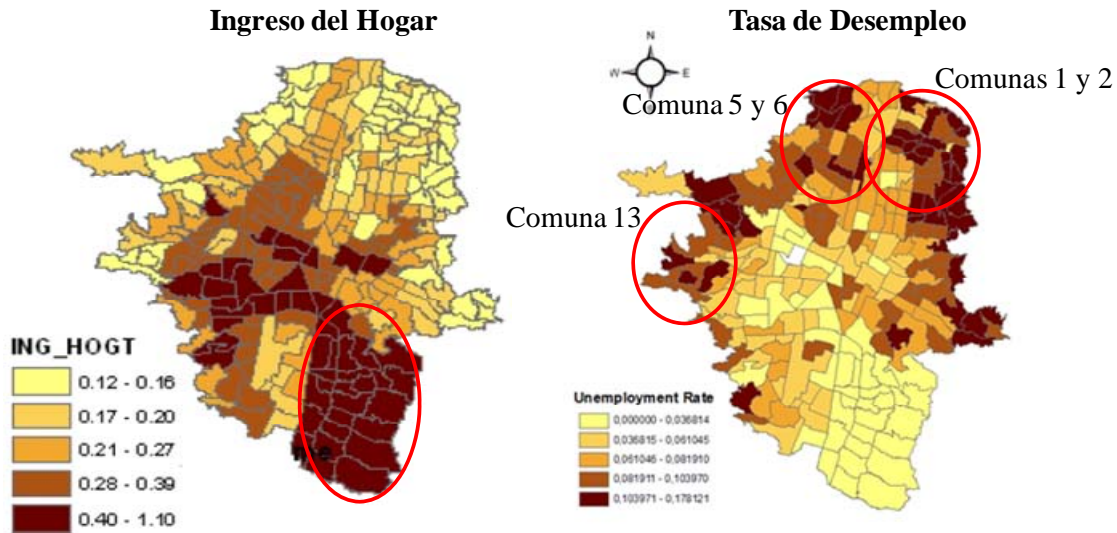 Ingreso del Hogar
ING_HOGT
0.12 - 0.16
0.17 - 0.20
0.21 - 0.27
0.28 - 0.39
0.40 - 1.10
Tasa de Desempleo
N
W E
S
Comuna 5 y 6
Comunas 1 y 2
Comuna 13
Unemployment Rate
0,000000 - 0,036814
0,036815 - 0,061045
0,061046 - 0,081910
0,081911 - 0,103970
0,103971 - 0,178121